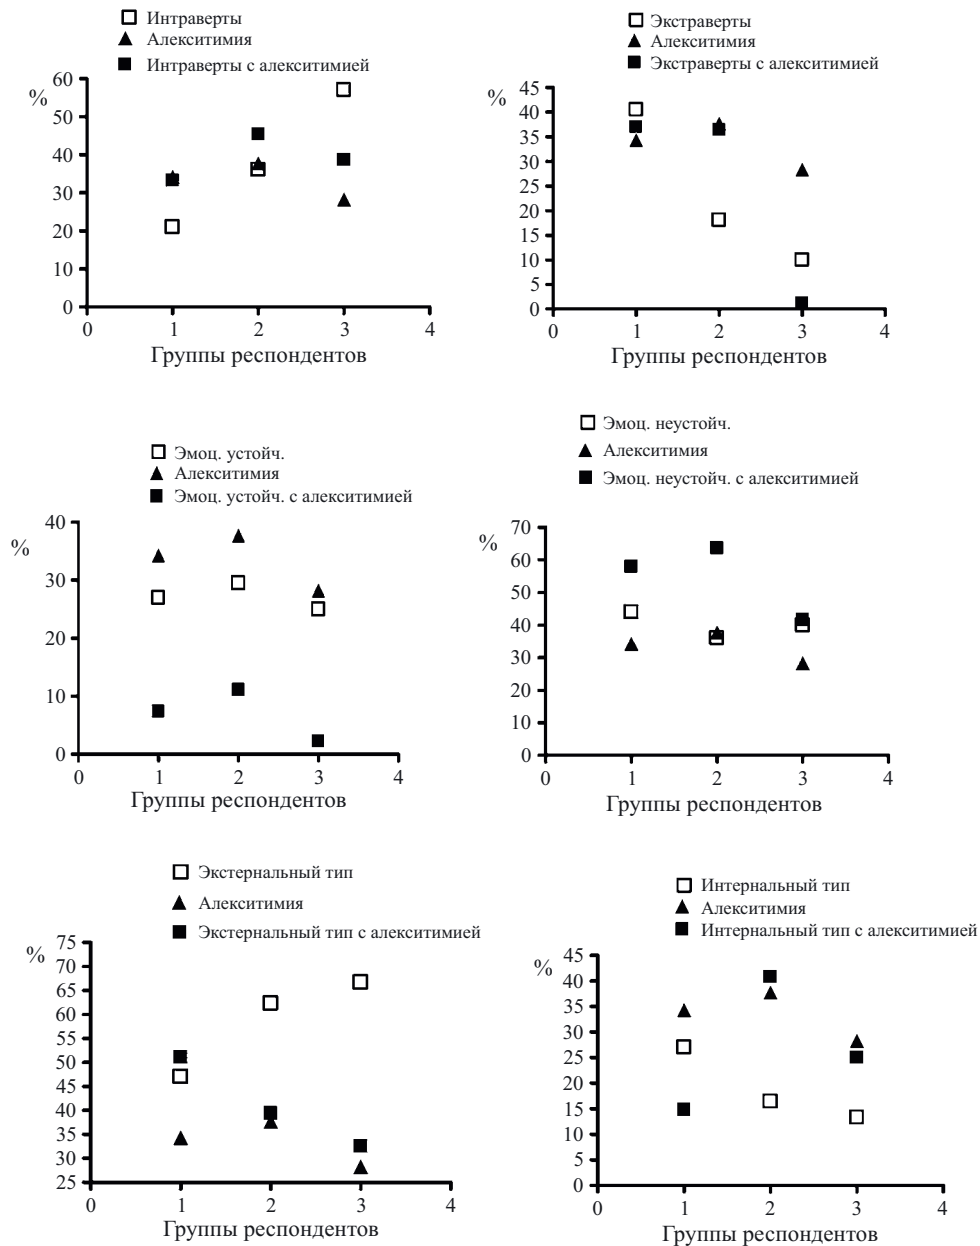 Интраверты
Алекситимия
Интраверты с алекситимией
%
60
50
40
30
20
10
0
0 1 2 3 4
Группы респондентов
Экстраверты
Алекситимия
Экстраверты с алекситимией
%
45
40
35
30
25
20
15
10
5
0
0 1 2 3 4
Группы респондентов
Эмоц. устойч.
Алекситимия
Эмоц. устойч. с алекситимией
%
40
30
20
10
0
0 1 2 3 4
Группы респондентов
Эмоц. неустойч.
Алекситимия
Эмоц. неустойч. с алекситимией
%
70
60
50
40
30
20
10
0
0 1 2 3 4
Группы респондентов
Экстернальный тип
Алекситимия
Экстернальный тип с алекситимией
%
75
70
65
60
55
50
45
40
35
30
25
0 1 2 3 4
Группы респондентов
Интернальный тип
Алекситимия
Интернальный тип с алекситимией
%
45
40
35
30
25
20
15
10
5
0
0 1 2 3 4
Группы респондентов